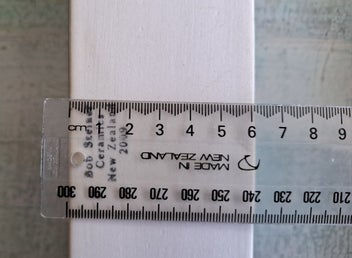 cm 1 2 3 4 5 6 7 8 9
MADE IN
NEW ZEALAND
Bob Steiner
Ceramics
New Zealand
2009
300 290 280 270 260 250 240 230 220 210